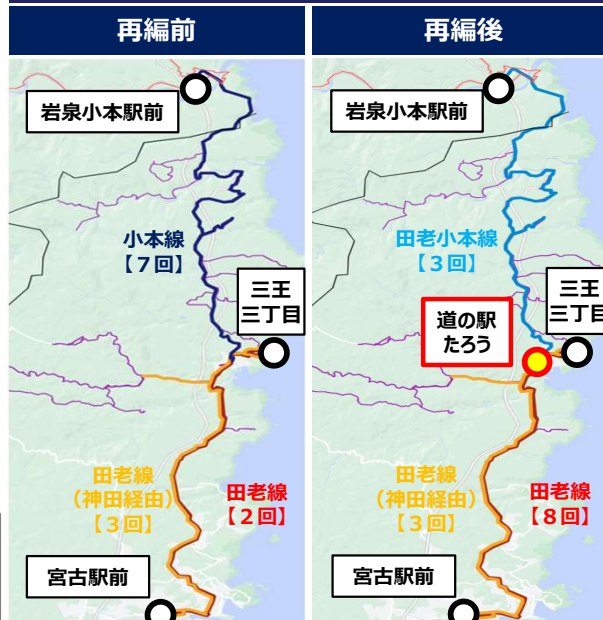 再編前
岩泉小本駅前
小本線
【７回】
三王
三丁目
田老線
（神田経由）
【３回】
田老線
【２回】
宮古駅前
再編後
岩泉小本駅前
田老小本線
【３回】
三王
三丁目
道の駅
たろう
田老線
（神田経由）
【３回】
田老線
【８回】
宮古駅前